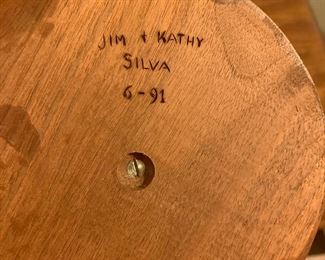 JIM + KATHY
SILVA
6-91